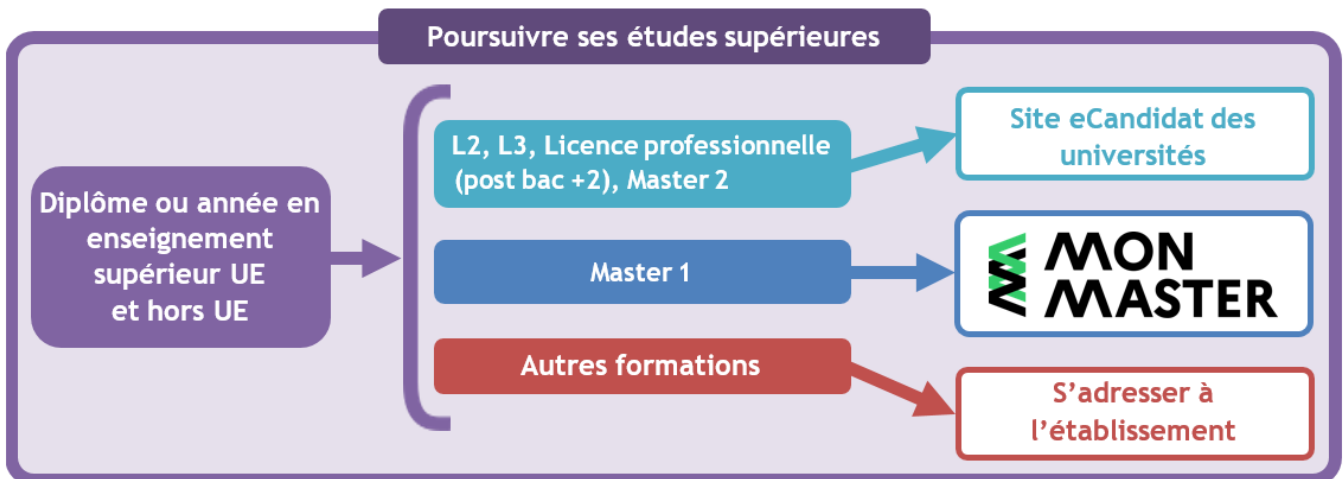 Poursuivre ses études supérieures
Diplôme ou année en
enseignement
supérieur UE
et hors UE
L2, L3, Licence professionnelle
(post bac +2), Master 2
Site eCandidat des
universités
Master 1
MON
MASTER
Autres formations
S’adresser à
l’établissement